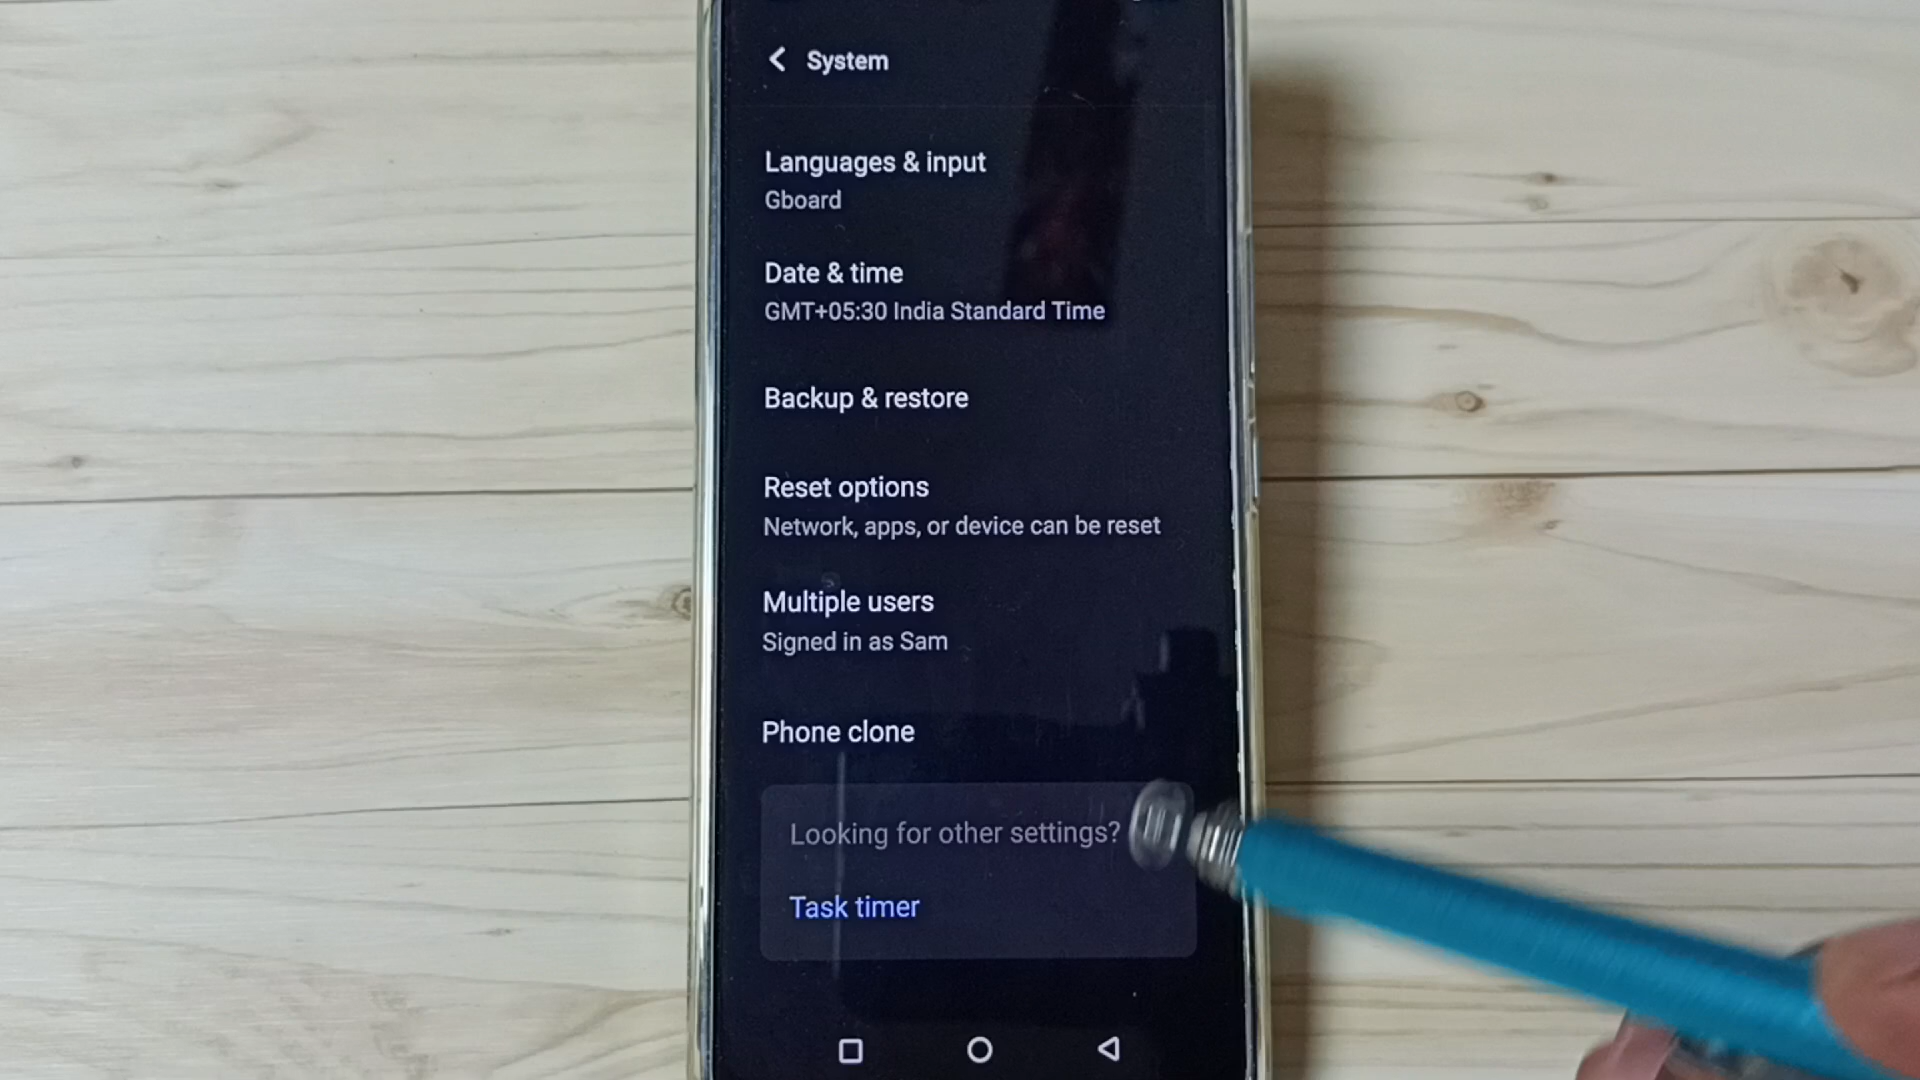 System
Languages & input
Gboard
Date & time
GMT+05:30 India Standard Time
Backup & restore
Reset options
Network, apps, or device can be reset
Multiple users
Signed in as Sam
Phone clone
Looking for other settings?
Task timer